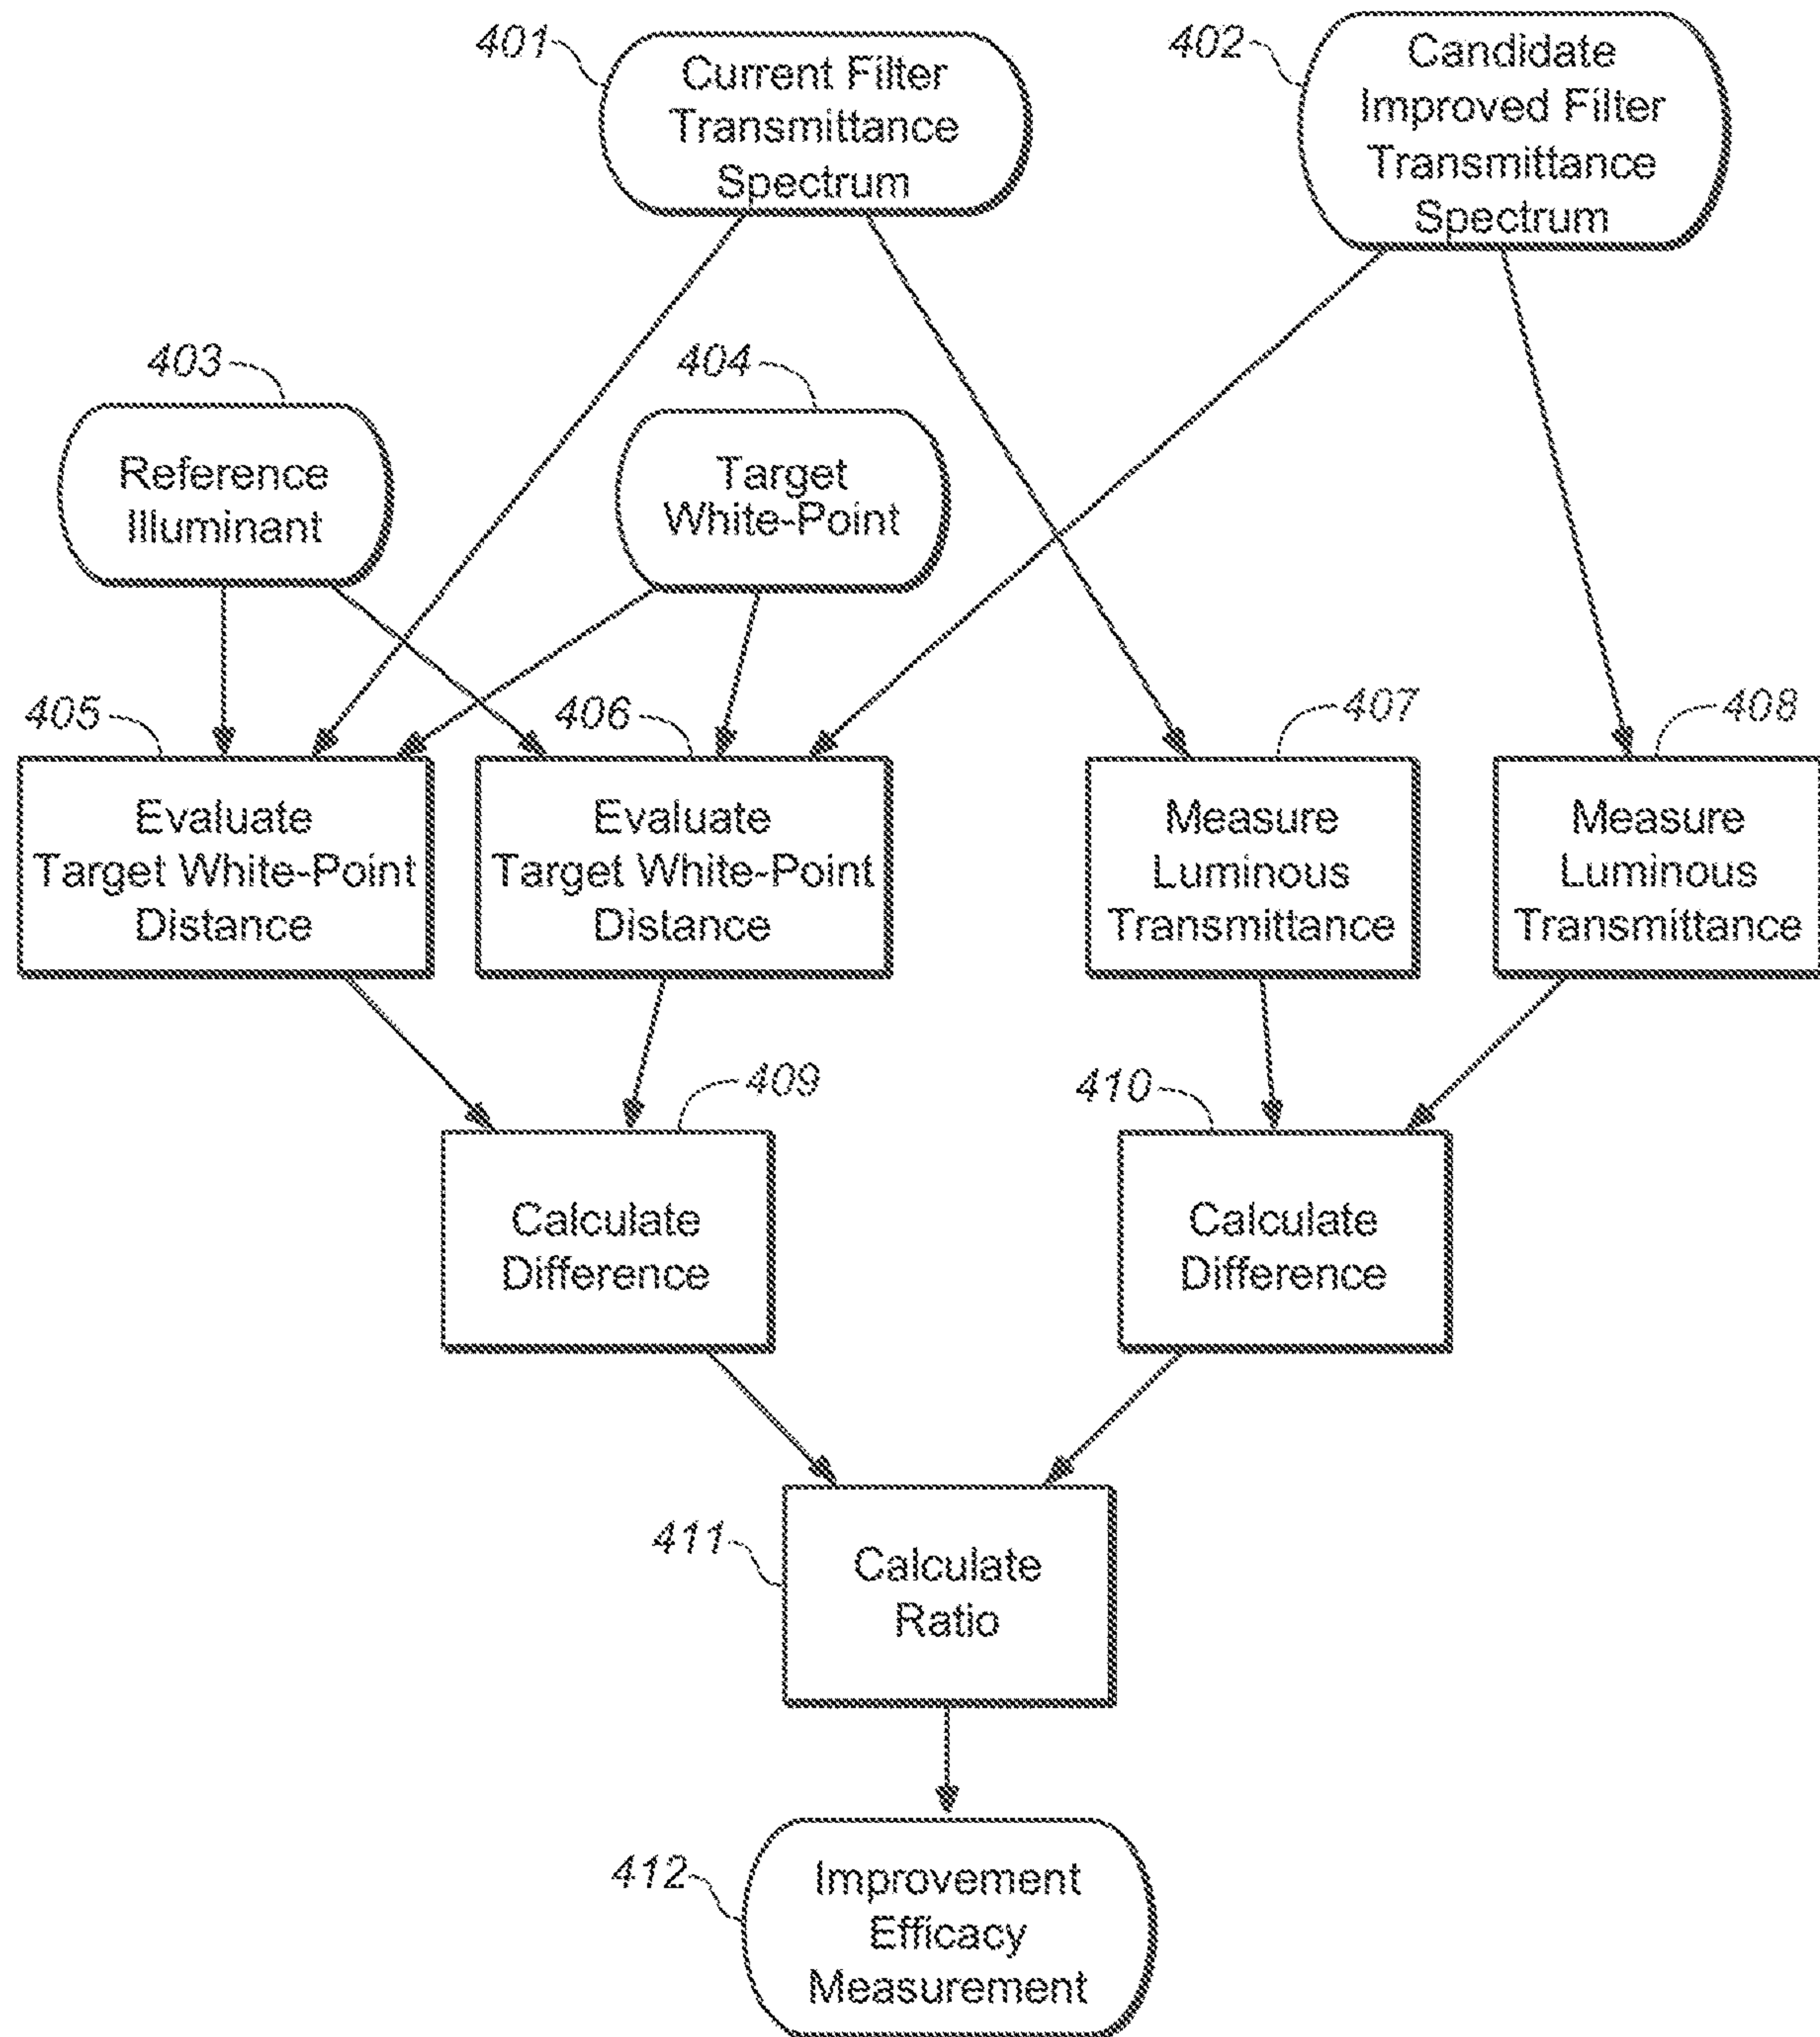 401
Current Filter
Transmittance
Spectrum
402
Candidate
Improved Filter
Transmittance
Spectrum
403
Reference
Illuminant
404
Target
White-Point
405
Evaluate
Target White-Point
Distance
406
Evaluate
Target White-Point
Distance
407
Measure
Luminous
Transmittance
408
Measure
Luminous
Transmittance
409
Calculate
Difference
410
Calculate
Difference
411
Calculate
Ratio
412
Improvement
Efficacy
Measurement